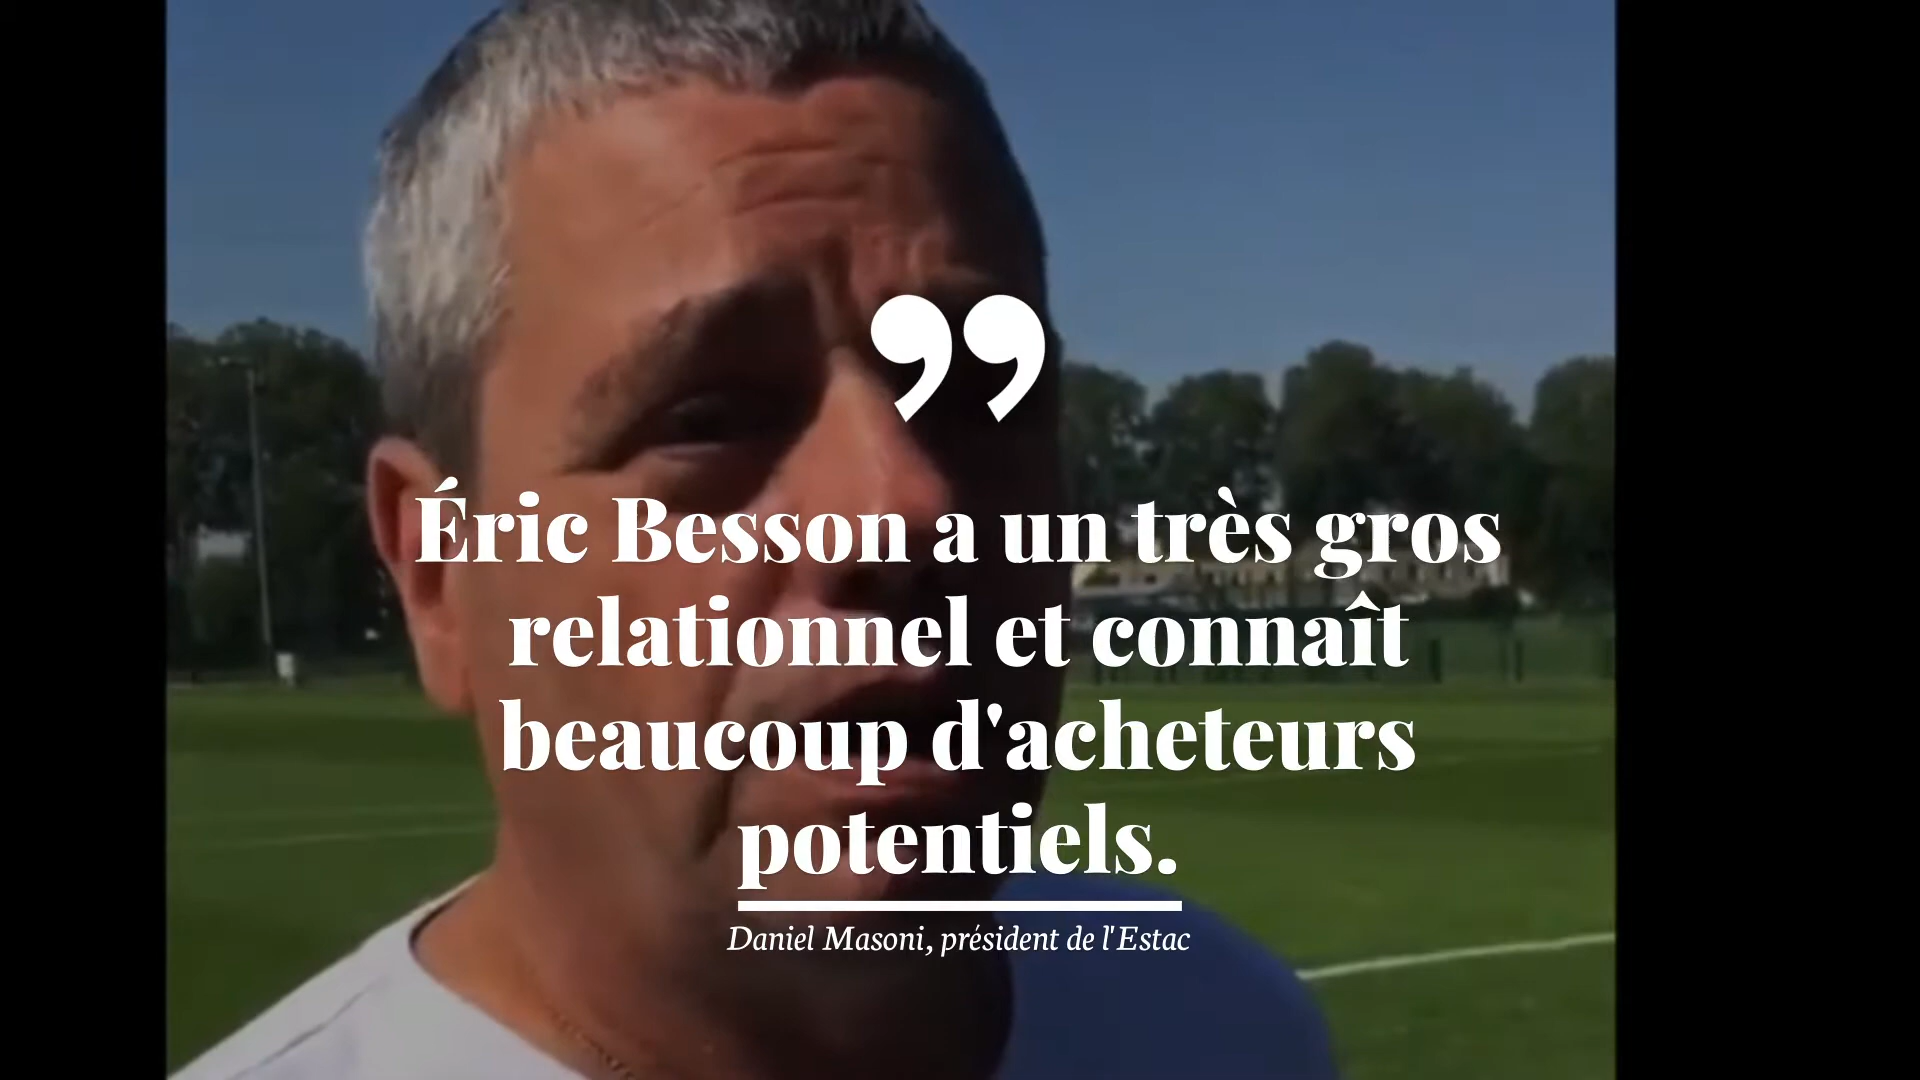 ”
Éric Besson a un très gros
relationnel et connaît
beaucoup d'acheteurs
potentiels.
Daniel Masoni, président de l'Estac